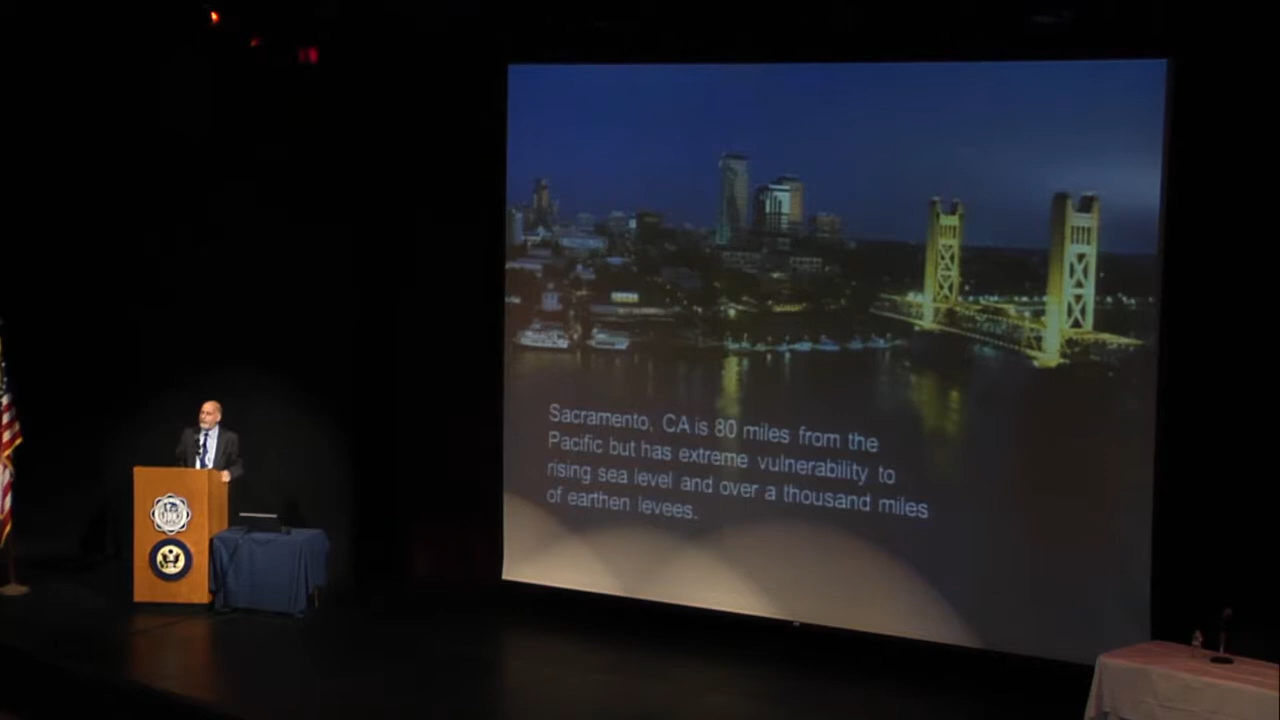 Sacramento, CA is 80 miles from the
Pacific but has extreme vulnerability to
rising sea level and over a thousand miles
of earthen levees.